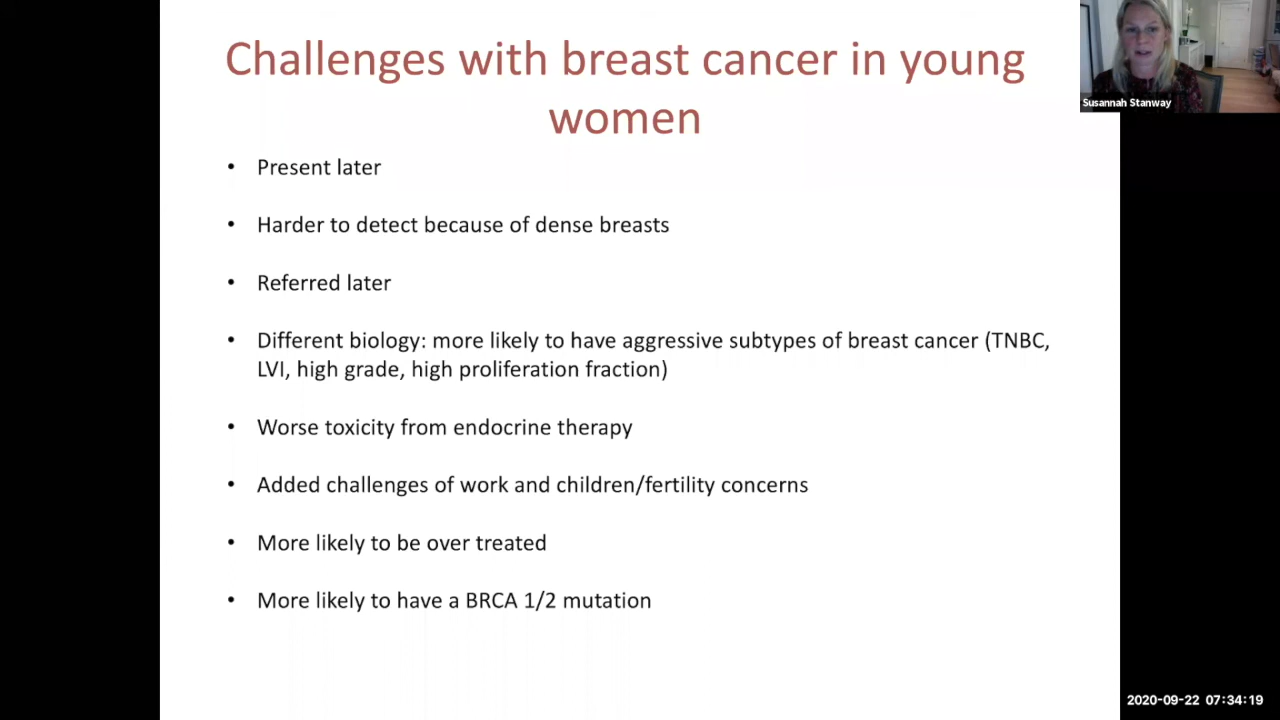 Challenges with breast cancer in young
women
Susannah Stanway
• Present later
• Harder to detect because of dense breasts
• Referred later
• Different biology: more likely to have aggressive subtypes of breast cancer (TNBC,
LVI, high grade, high proliferation fraction)
• Worse toxicity from endocrine therapy
• Added challenges of work and children/fertility concerns
• More likely to be over treated
• More likely to have a BRCA 1/2 mutation
2020-09-22 07:34:19